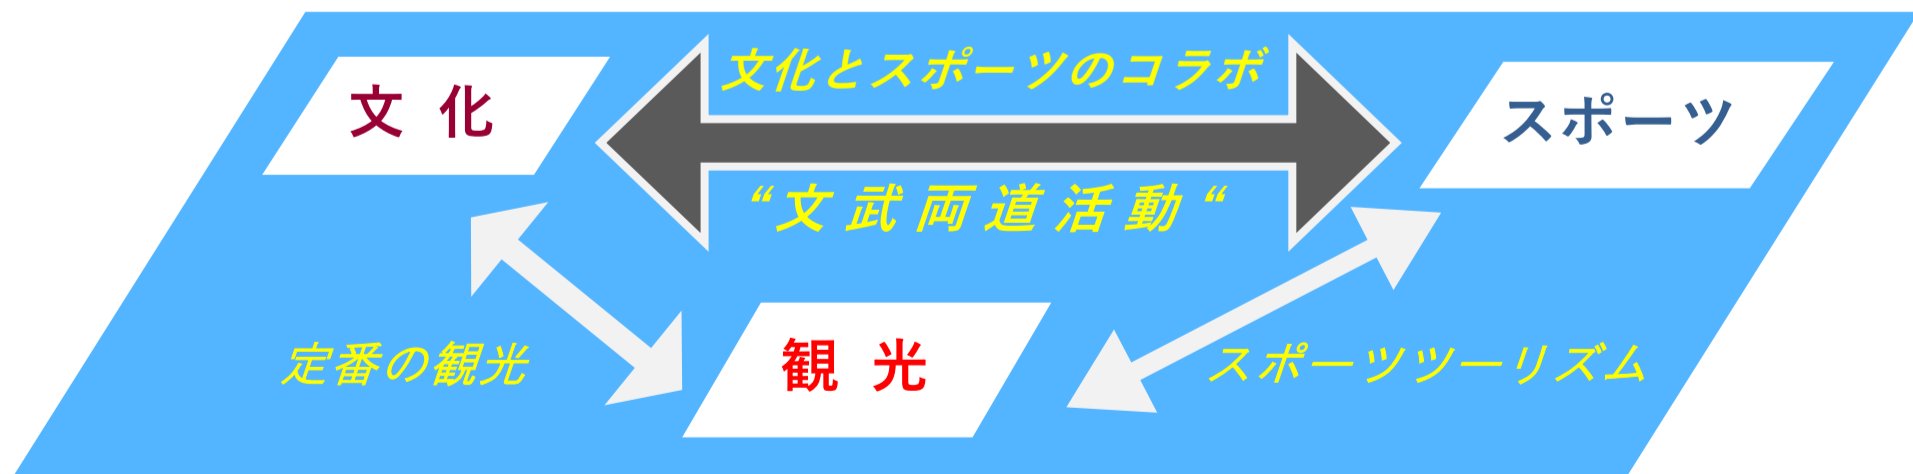 文化とスポーツのコラボ
文 化
スポーツ
“文武両道活動“
定番の観光
観 光
スポーツツーリズム